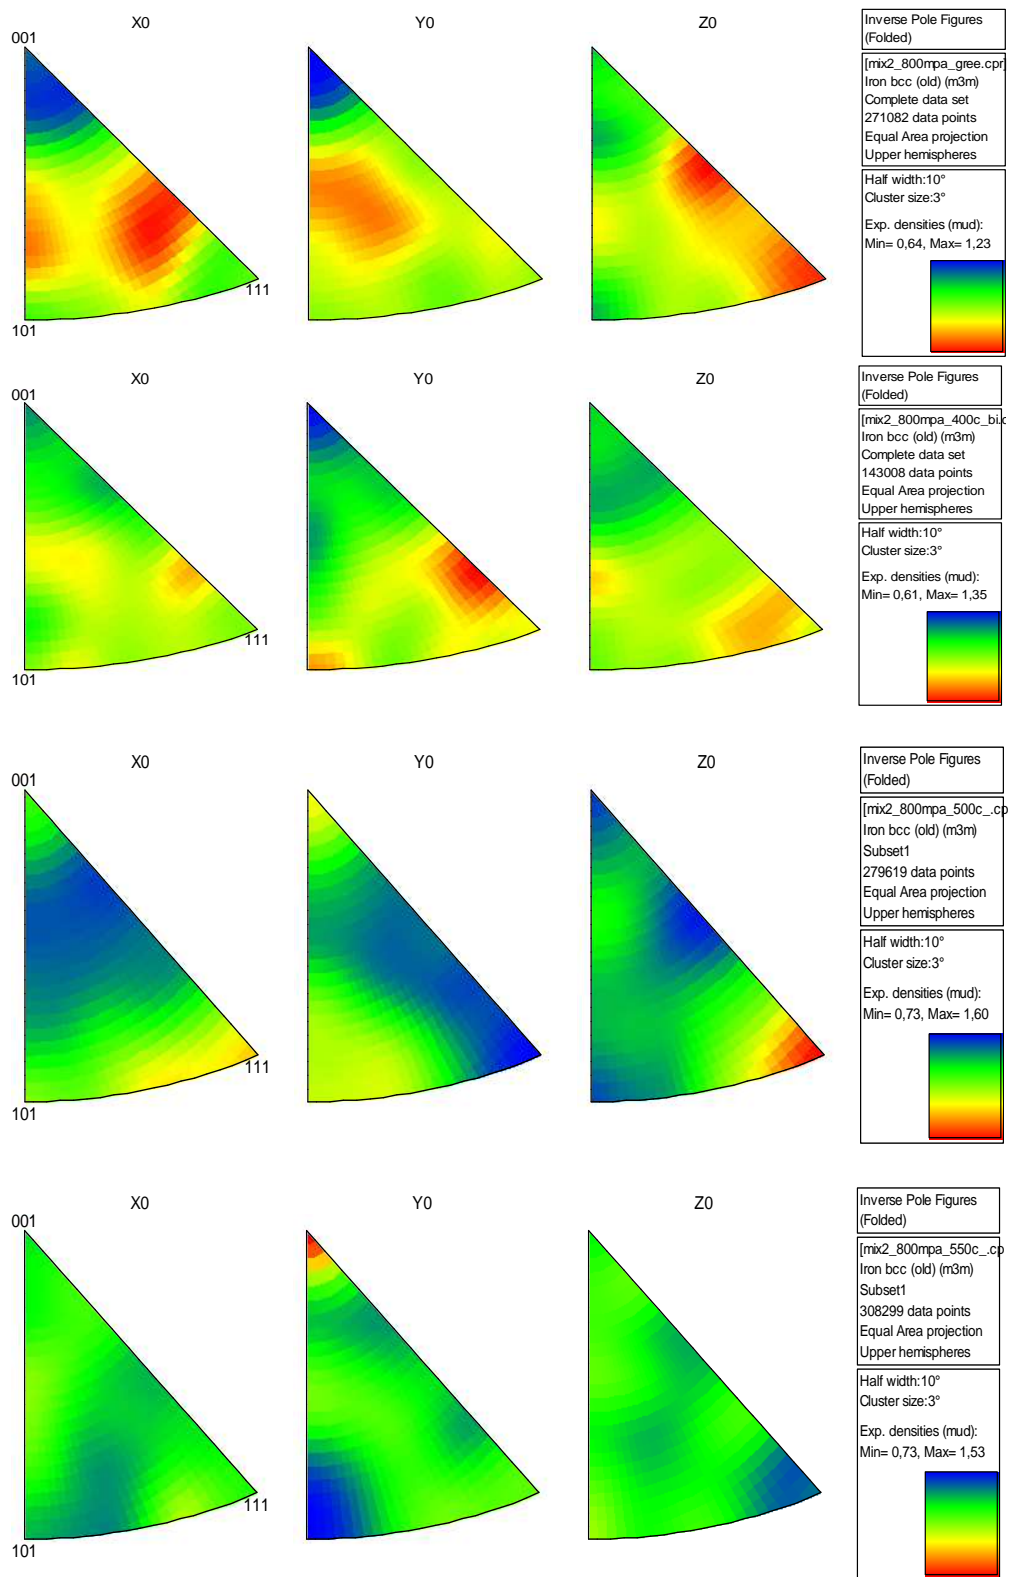 X0
Y0
Z0
001
101
111
Inverse Pole Figures
(Folded)
[mix2_800mpa_gree.cpr]
Iron bcc (old) (m3m)
Complete data set
271082 data points
Equal Area projection
Upper hemispheres
Half width:10°
Cluster size:3°
Exp. densities (mud):
Min= 0,64, Max= 1,23
X0
Y0
Z0
001
101
111
Inverse Pole Figures
(Folded)
[mix2_800mpa_400c_bi.c
Iron bcc (old) (m3m)
Complete data set
143008 data points
Equal Area projection
Upper hemispheres
Half width:10°
Cluster size:3°
Exp. densities (mud):
Min= 0,61, Max= 1,35
X0
Y0
Z0
001
101
111
Inverse Pole Figures
(Folded)
[mix2_800mpa_500c_.cp
Iron bcc (old) (m3m)
Subset1
279619 data points
Equal Area projection
Upper hemispheres
Half width:10°
Cluster size:3°
Exp. densities (mud):
Min= 0,73, Max= 1,60
X0
Y0
Z0
001
101
111
Inverse Pole Figures
(Folded)
[mix2_800mpa_550c_.cp
Iron bcc (old) (m3m)
Subset1
308299 data points
Equal Area projection
Upper hemispheres
Half width:10°
Cluster size:3°
Exp. densities (mud):
Min= 0,73, Max= 1,53